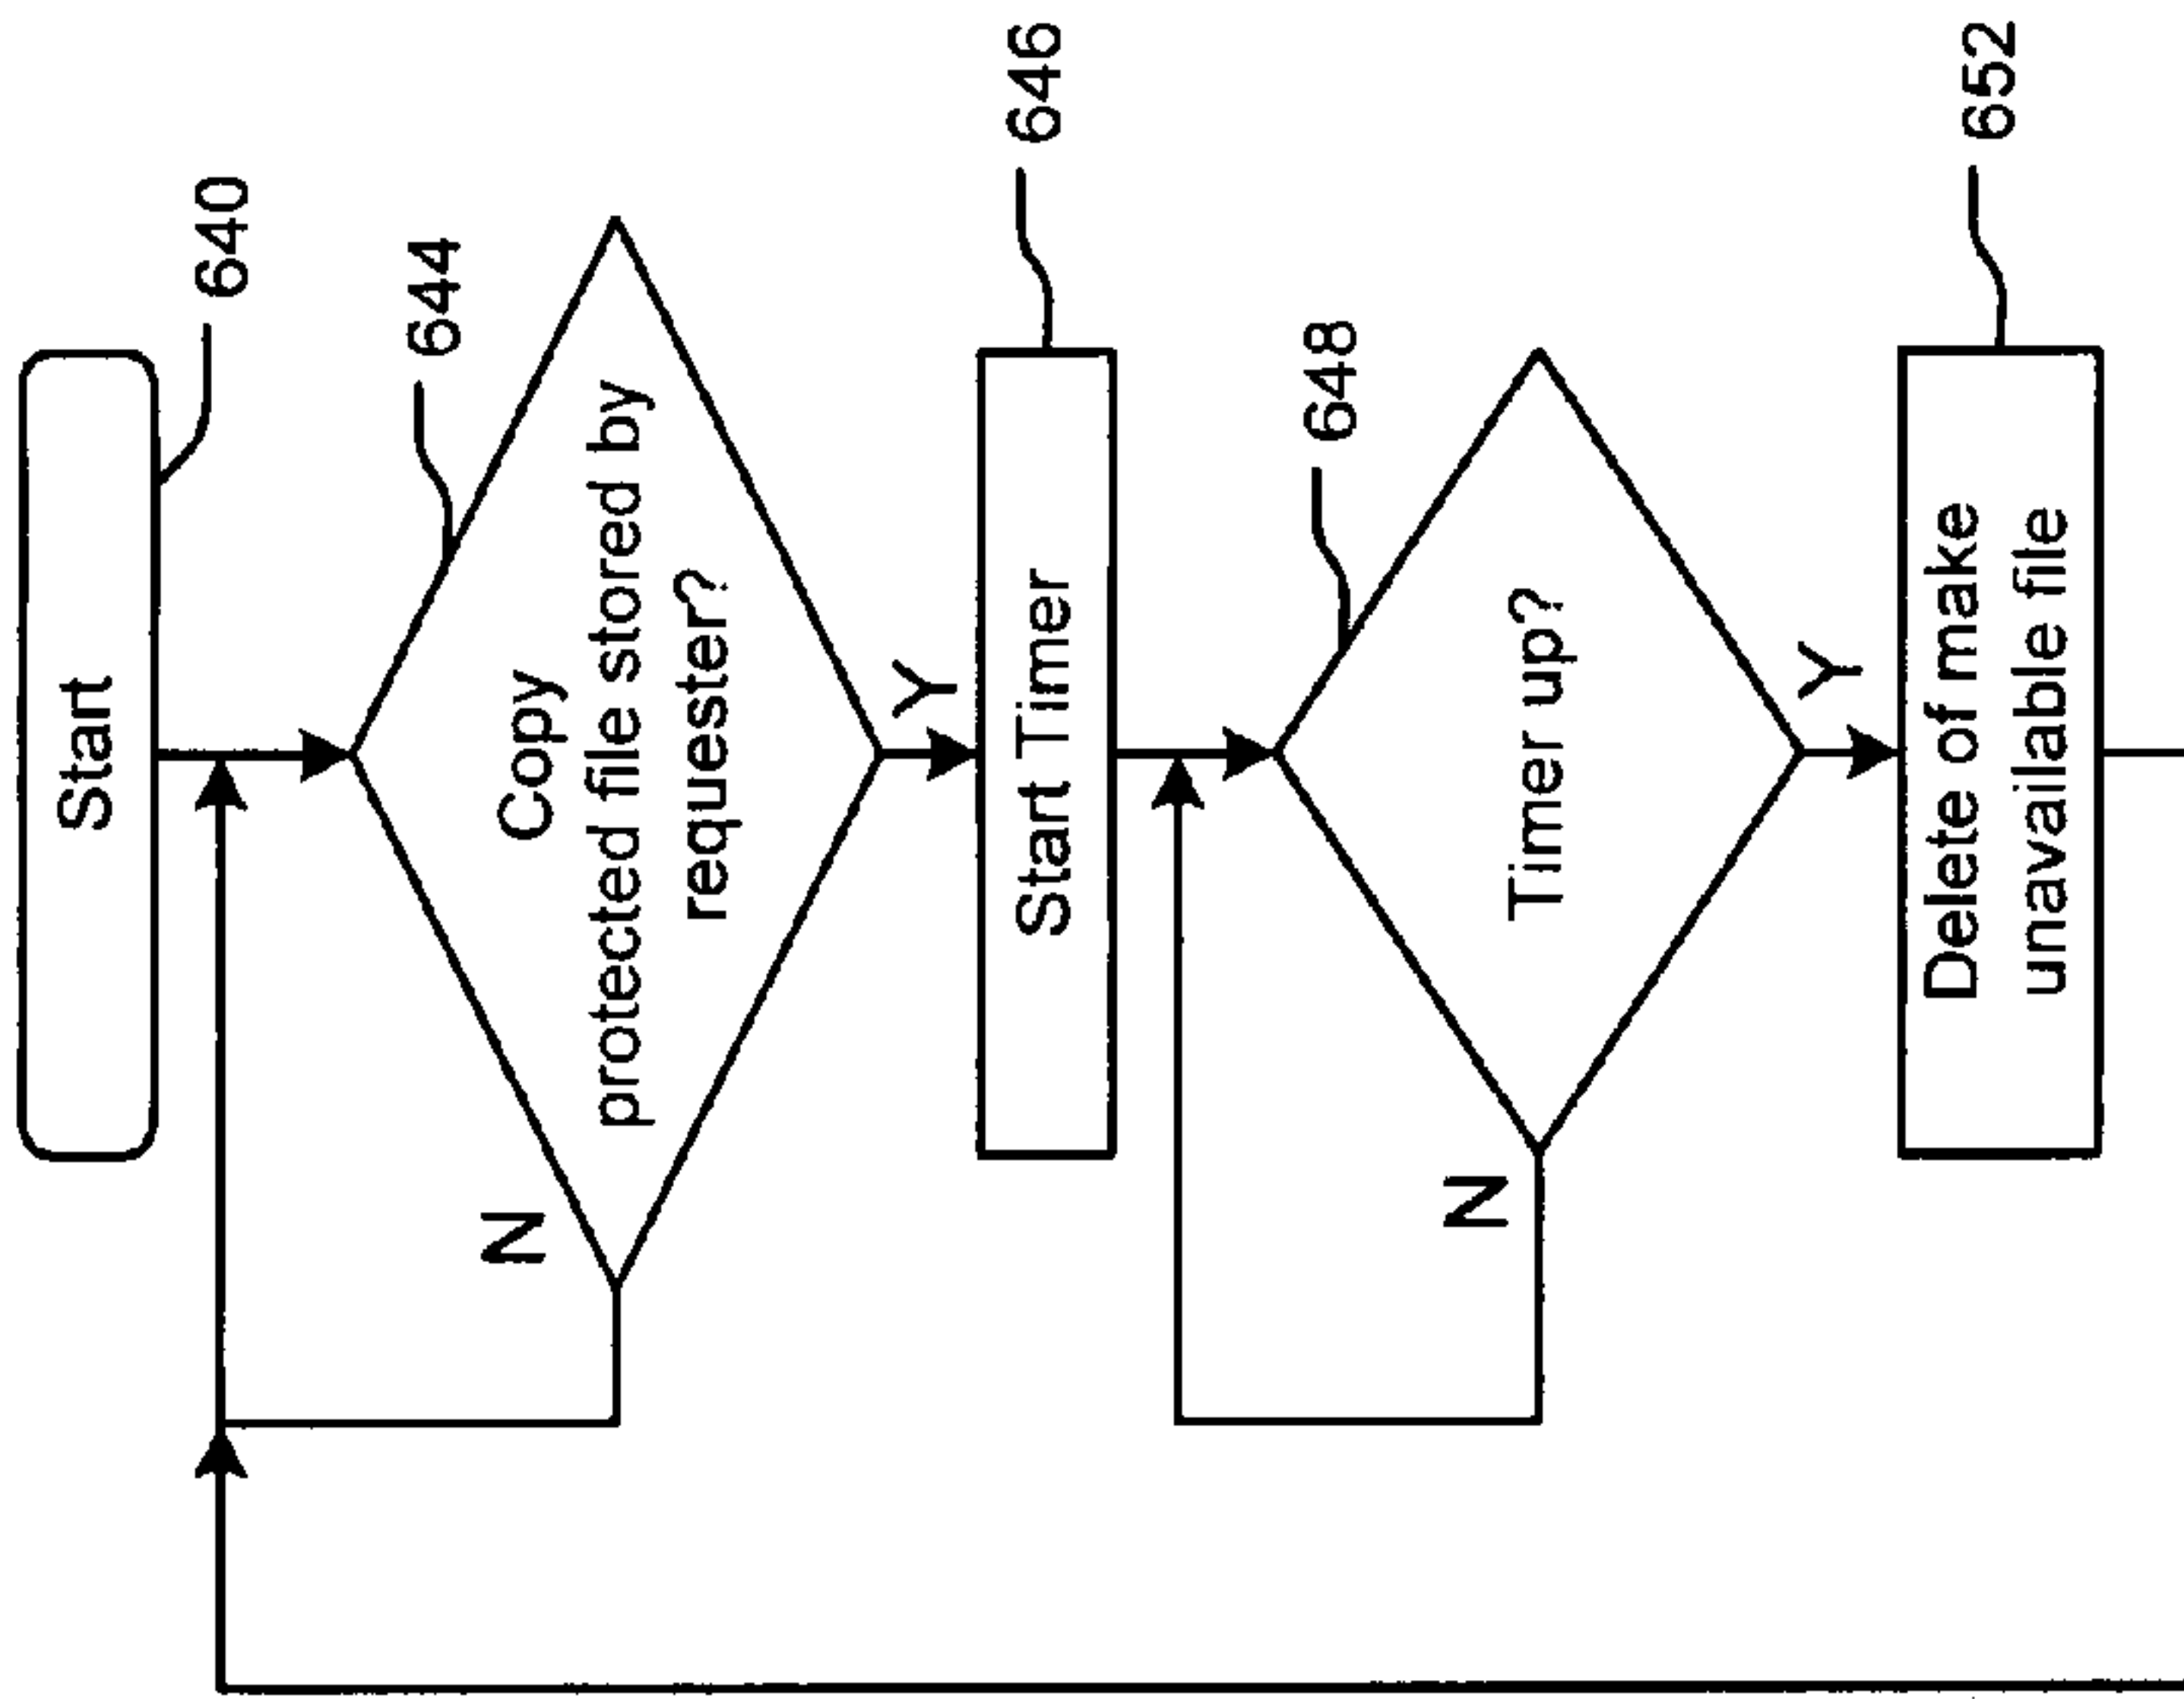 Start
640
644
Copy
protected file stored by
requester?
N
Y
646
Start Timer
648
Timer up?
N
Y
652
Delete of make
unavailable file